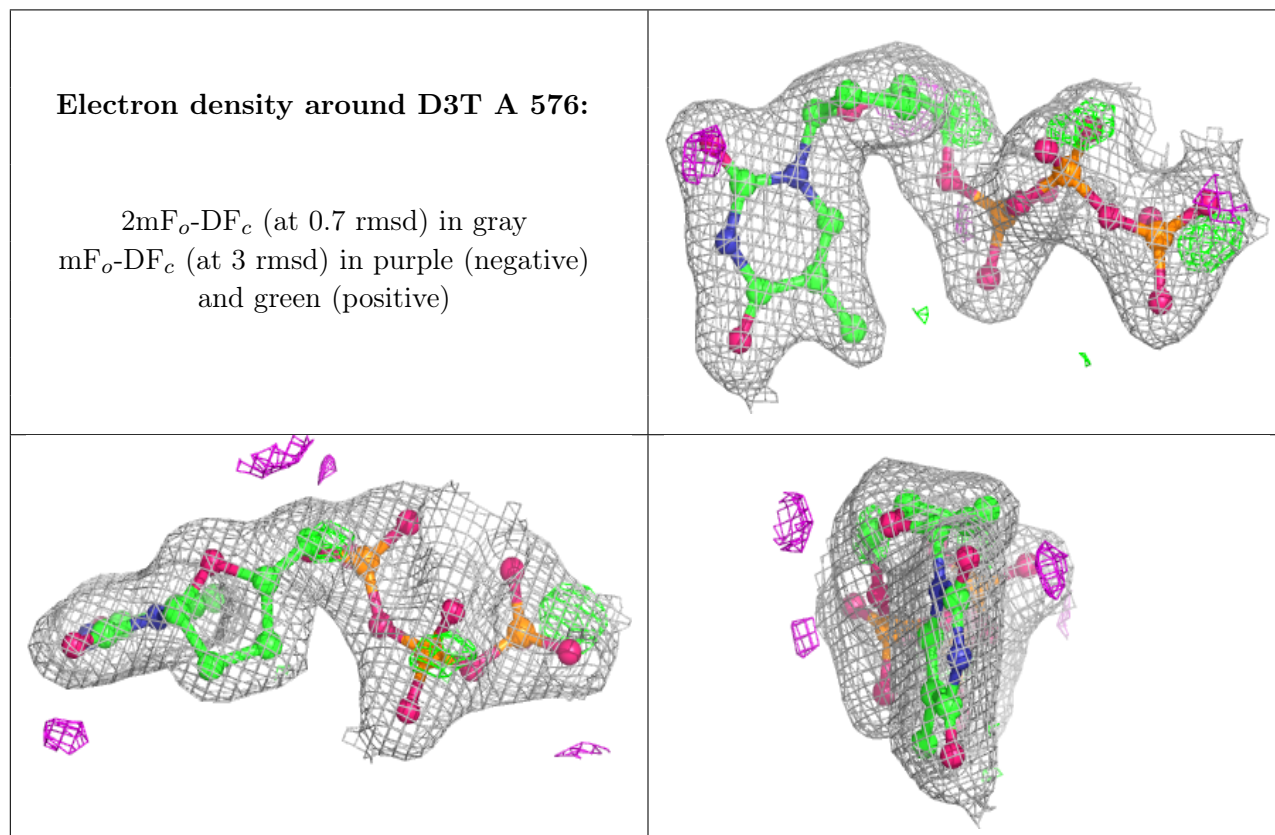 Electron density around D3T A 576:
2mFo-DFc (at 0.7 rmsd) in gray
mFo-DFc (at 3 rmsd) in purple (negative)
and green (positive)